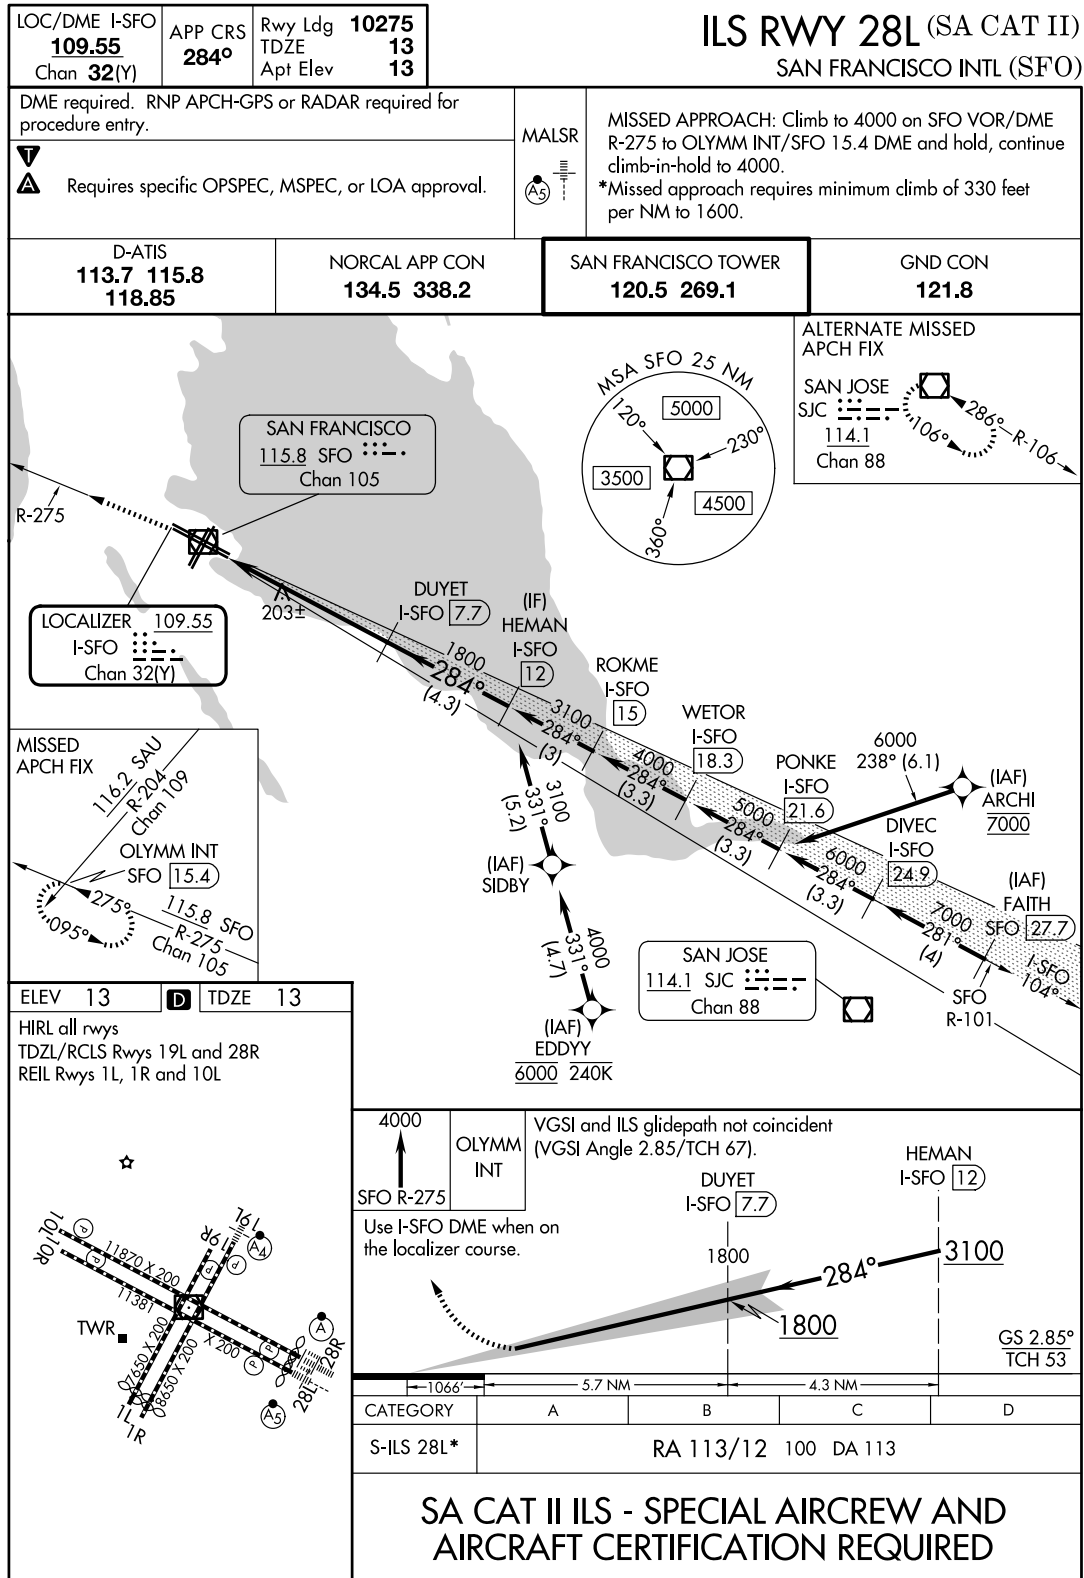 LOC/DME I-SFO
109.55
Chan 32(Y)
APP CRS
284°
Rwy Ldg 10275
TDZE 13
Apt Elev 13
ILS RWY 28L (SA CAT II)
SAN FRANCISCO INTL (SFO)
DME required. RNP APCH-GPS or RADAR required for
procedure entry.
T
A
Requires specific OPSPEC, MSPEC, or LOA approval.
MALSR
A5
MISSED APPROACH: Climb to 4000 on SFO VOR/DME
R-275 to OLYMM INT/SFO 15.4 DME and hold, continue
climb-in-hold to 4000.
*Missed approach requires minimum climb of 330 feet
per NM to 1600.
D-ATIS
113.7 115.8
118.85
NORCAL APP CON
134.5 338.2
SAN FRANCISCO TOWER
120.5 269.1
GND CON
121.8
ALTERNATE MISSED
APCH FIX
SAN JOSE
SJC
114.1
Chan 88
106°
286°
R-106
MSA SFO 25 NM
120°
5000
230°
3500
4500
360°
SAN FRANCISCO
115.8 SFO
Chan 105
R-275
LOCALIZER 109.55
I-SFO
Chan 32(Y)
203±
DUYET
I-SFO 7.7
(IF)
HEMAN
I-SFO
12
ROKME
I-SFO
15
WETOR
I-SFO
18.3
PONKE
I-SFO
21.6
DIVEC
I-SFO
24.9
6000
238° (6.1)
(IAF)
ARCHI
7000
(IAF)
FAITH
SFO 27.7
1800
284°
(4.3)
3100
284°
(3)
4000
284°
(3.3)
5000
284°
(3.3)
6000
284°
(3.3)
7000
281°
(4)
I-SFO
104°
SFO
R-101
3100
331°
(5.2)
(IAF)
SIDBY
4000
331°
(4.7)
(IAF)
EDDYY
6000 240K
SAN JOSE
114.1 SJC
Chan 88
MISSED
APCH FIX
116.2 SAU
R-204
Chan 109
OLYMM INT
SFO 15.4
275°
095°
115.8 SFO
R-275
Chan 105
ELEV 13
D
TDZE 13
HIRL all rwys
TDZL/RCLS Rwys 19L and 28R
REIL Rwys 1L, 1R and 10L
10L
10R
19L
19R
A4
P
P
P
P
11870 X 200
11381 X 200
TWR
7650 X 200
8650 X 200
P
P
A
28R
28L
A5
1L
1R
4000
SFO R-275
OLYMM
INT
VGSI and ILS glidepath not coincident
(VGSI Angle 2.85/TCH 67).
Use I-SFO DME when on
the localizer course.
DUYET
I-SFO 7.7
HEMAN
I-SFO 12
1800
284°
3100
1800
GS 2.85°
TCH 53
1066'
5.7 NM
4.3 NM
CATEGORY A B C D
S-ILS 28L* RA 113/12 100 DA 113
SA CAT II ILS - SPECIAL AIRCREW AND
AIRCRAFT CERTIFICATION REQUIRED